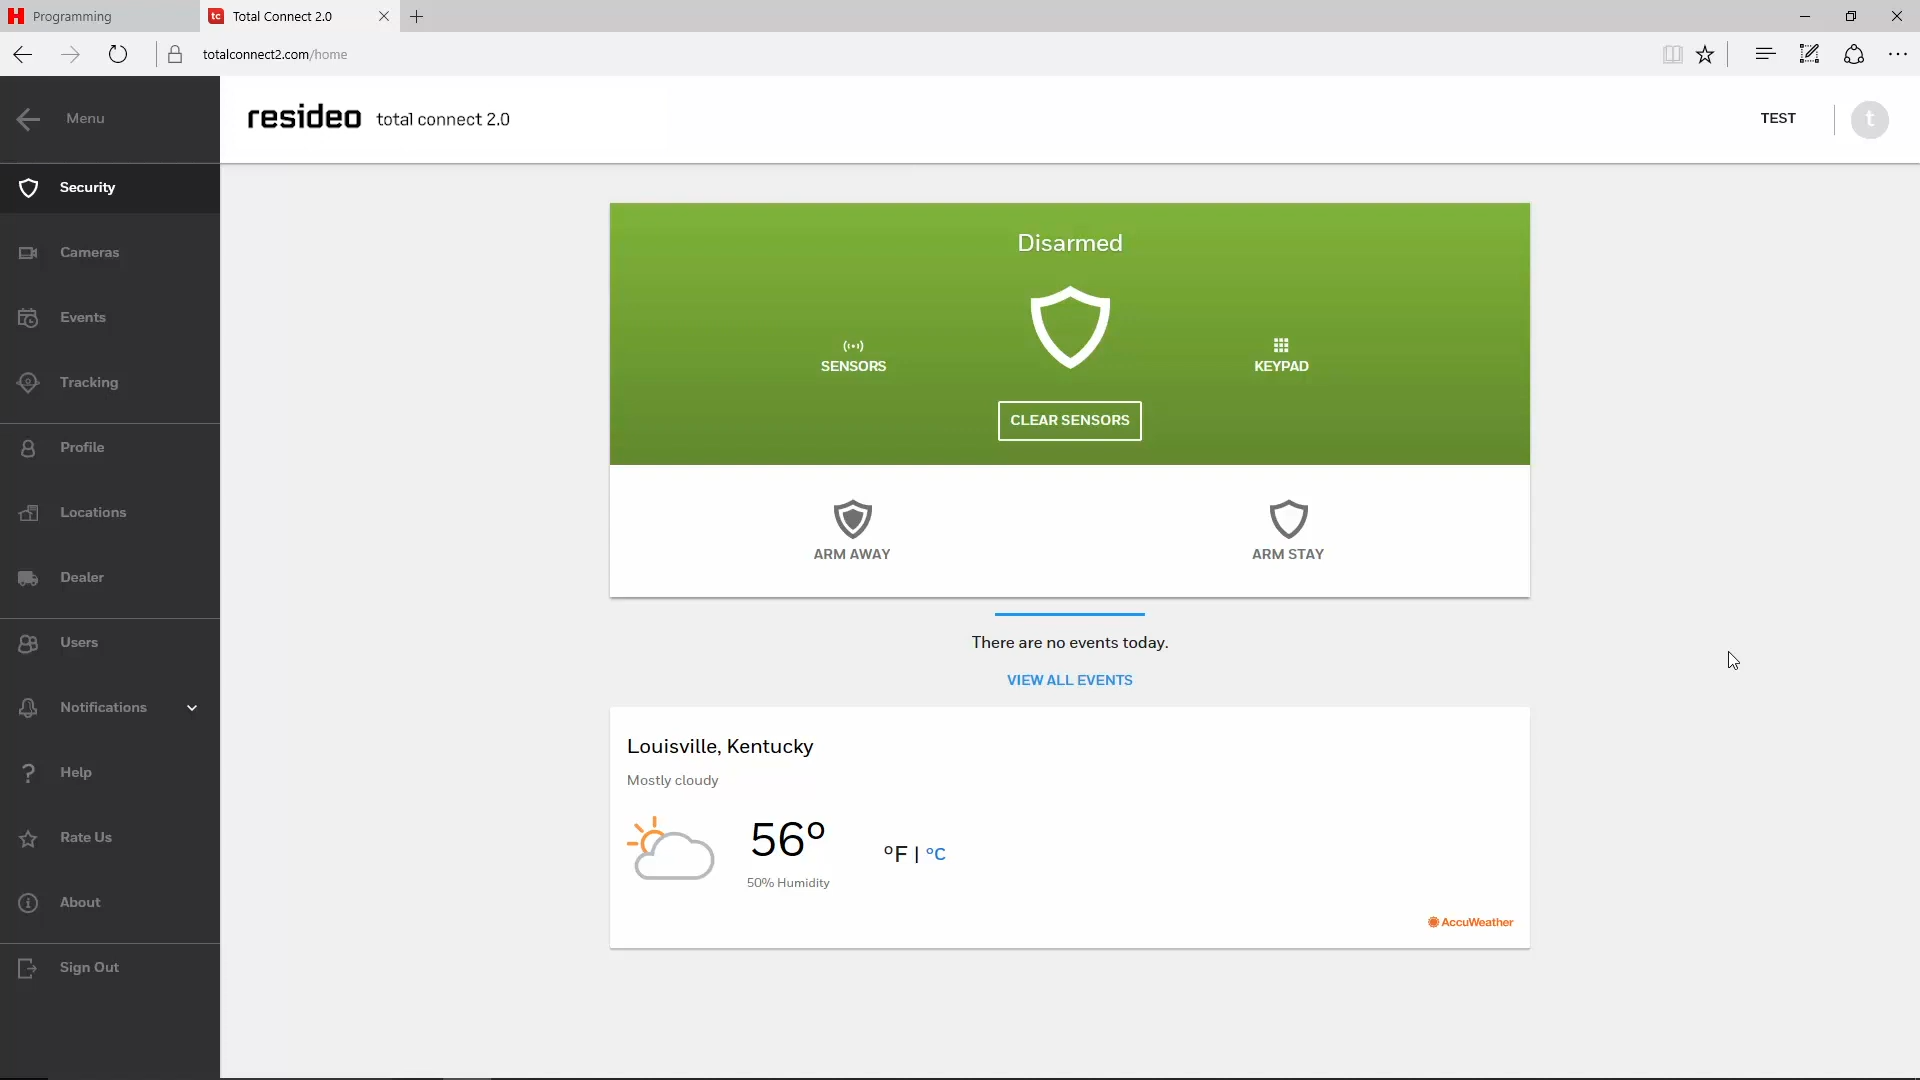 Programming
tc Total Connect 2.0
totalconnect2.com/home
Menu
resideo total connect 2.0
TEST
t
Security
Cameras
Events
Tracking
Profile
Locations
Dealer
Users
Notifications
Help
Rate Us
About
Sign Out
Disarmed
SENSORS
KEYPAD
CLEAR SENSORS
ARM AWAY
ARM STAY
There are no events today.
VIEW ALL EVENTS
Louisville, Kentucky
Mostly cloudy
56°
°F | °C
50% Humidity
AccuWeather